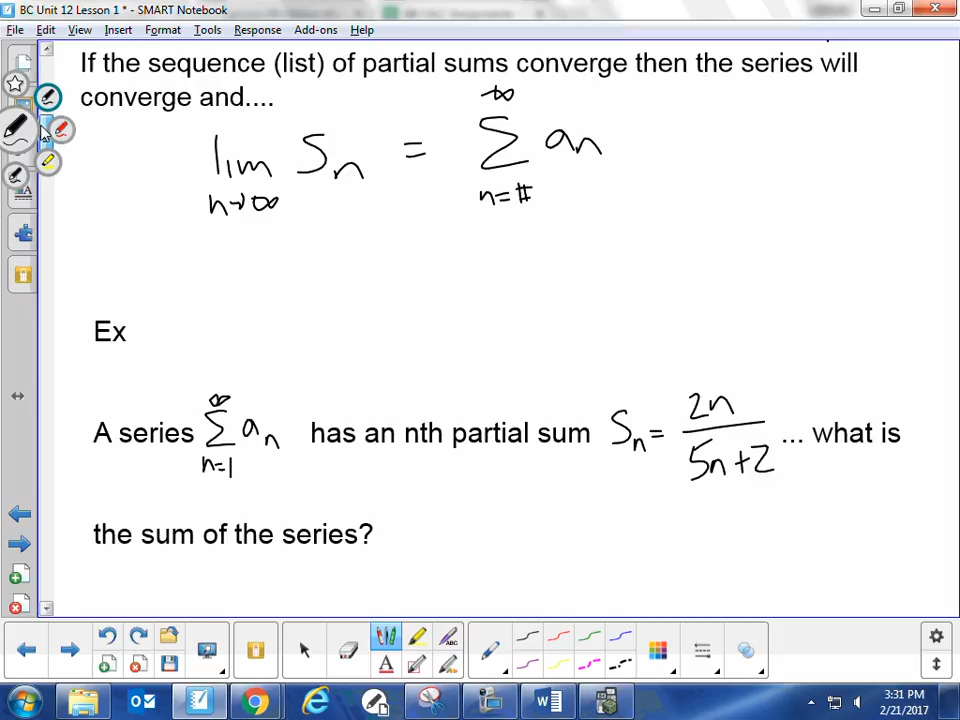 BC Unit 12 Lesson 1 * - SMART Notebook
File Edit View Insert Format Tools Response Add-ons Help
If the sequence (list) of partial sums converge then the series will
converge and....
lim n→∞ Sn = ∞ Σ n=# an
Ex
A series ∞ Σ n=1 an has an nth partial sum Sn = 2n / 5n+2 ... what is
the sum of the series?
3:31 PM
2/21/2017